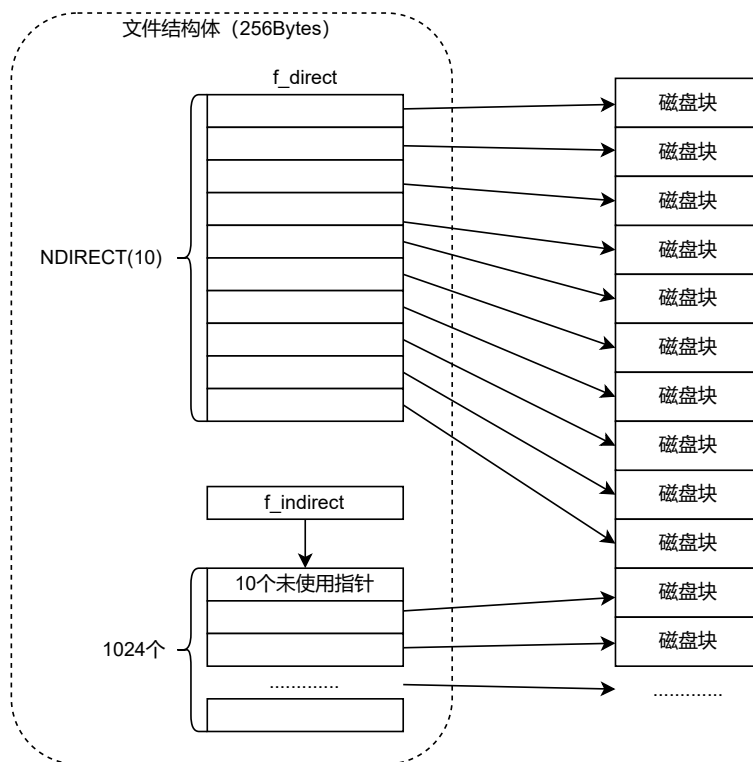 文件结构体（256Bytes）
f_direct
NDIRECT(10)
磁盘块
磁盘块
磁盘块
磁盘块
磁盘块
磁盘块
磁盘块
磁盘块
磁盘块
磁盘块
磁盘块
磁盘块
............
f_indirect
10个未使用指针
1024个
.............